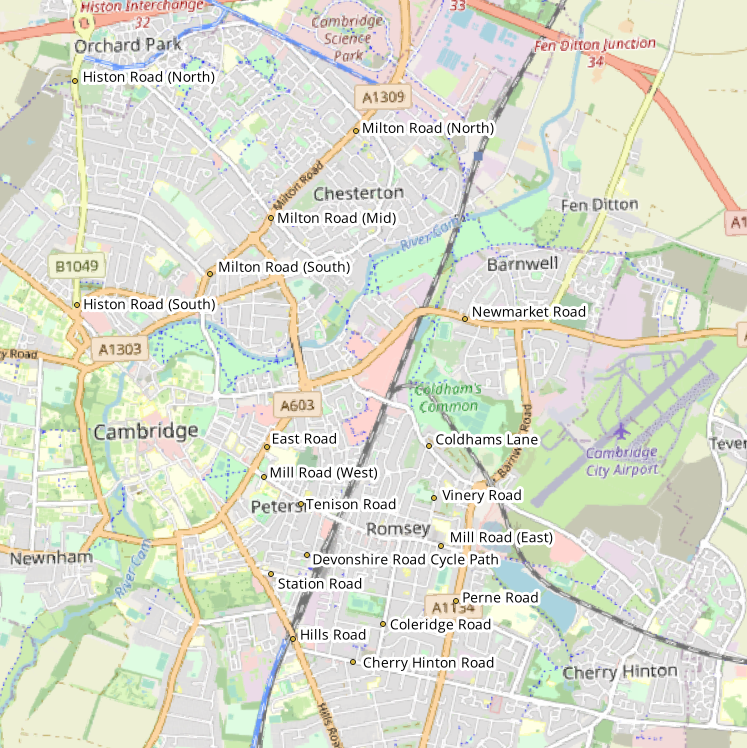 Histon Interchange
32
33
Cambridge
Science
Park
Orchard Park
Fen Ditton Junction
34
Histon Road (North)
A1309
Milton Road (North)
Milton Road
Chesterton
Fen Ditton
Milton Road (Mid)
River Cam
B1049
Milton Road (South)
Barnwell
Histon Road (South)
Newmarket Road
A1303
Coldham's
Common
A603
Cambridge
East Road
Coldhams Lane
Barnwell Road
Cambridge
City Airport
Mill Road (West)
Vinery Road
Tenison Road
Romsey
Mill Road (East)
Newnham
Devonshire Road Cycle Path
River Cam
Station Road
Perne Road
A1134
Coleridge Road
Hills Road
Cherry Hinton Road
Cherry Hinton